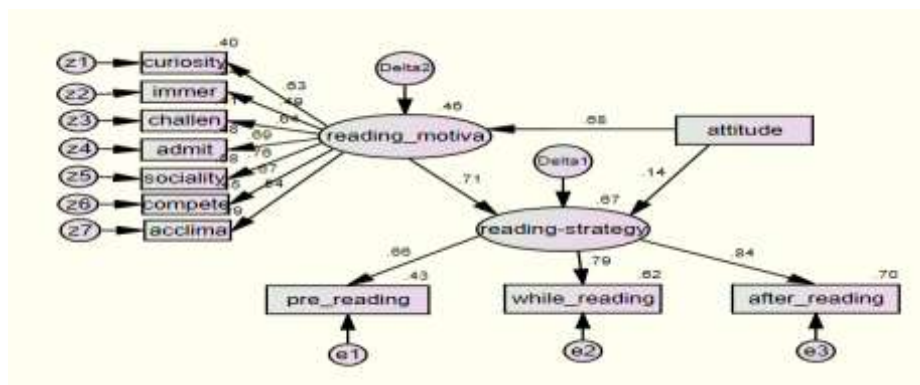 .40
z1 curiosity
Delta2
.63
z2 immer
.49
.46
z3 challen
.64
reading_motiva
.68
attitude
z4 admit
.69
.76
Delta1
.14
z5 sociality
.67
.71
.67
z6 compete
reading-strategy
z7 acclima
.66
.79
.84
.43
.62
.70
pre_reading
while_reading
after_reading
e1
e2
e3